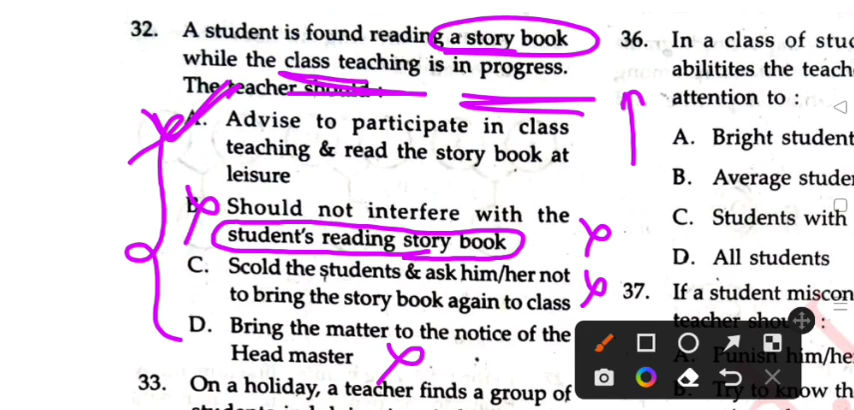 32. A student is found reading a story book
while the class teaching is in progress.
The teacher should :
A. Advise to participate in class
teaching & read the story book at
leisure
B. Should not interfere with the
student's reading story book
C. Scold the students & ask him/her not
to bring the story book again to class
D. Bring the matter to the notice of the
Head master
33. On a holiday, a teacher finds a group of
36. In a class of stud
abilitites the teach
attention to :
A. Bright student
B. Average studen
C. Students with
D. All students
37. If a student miscon
teacher shou :
A. Punish him/he
B. Try to know th